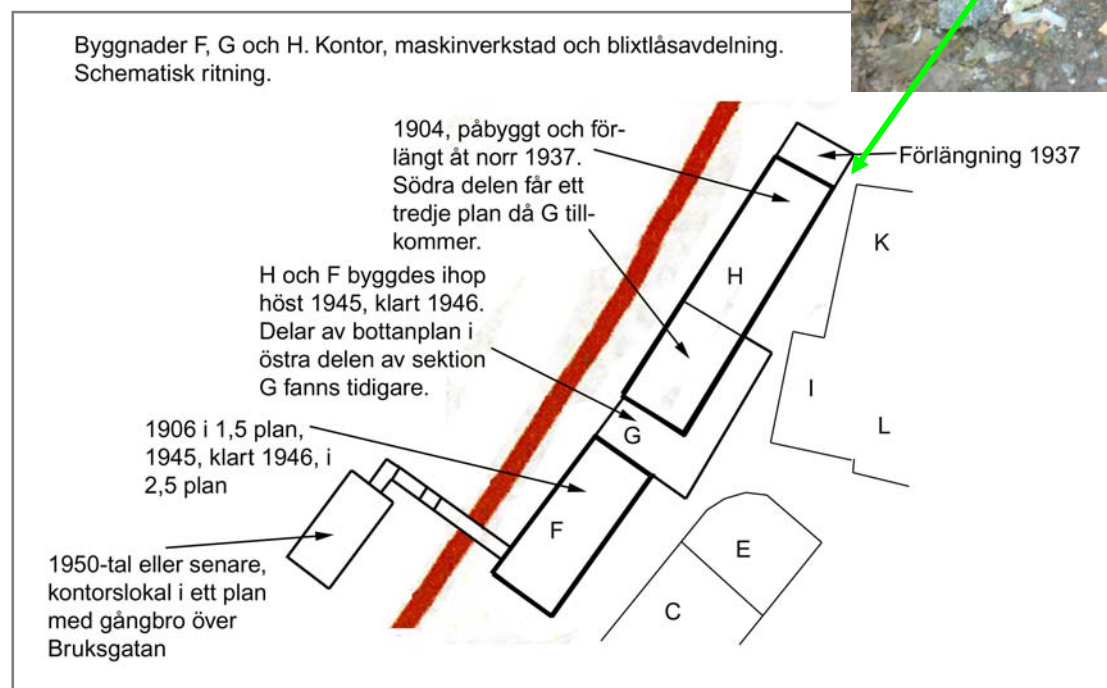 Byggnader F, G och H. Kontor, maskinverkstad och blixtlåsavdelning.
Schematisk ritning.
1904, påbyggt och för-
längt åt norr 1937.
Södra delen får ett
tredje plan då G till-
kommer.
Förlängning 1937
H och F byggdes ihop
höst 1945, klart 1946.
Delar av bottanplan i
östra delen av sektion
G fanns tidigare.
1906 i 1,5 plan,
1945, klart 1946, i
2,5 plan
1950-tal eller senare,
kontorslokal i ett plan
med gångbro över
Bruksgatan
K
H
I
L
G
F
E
C